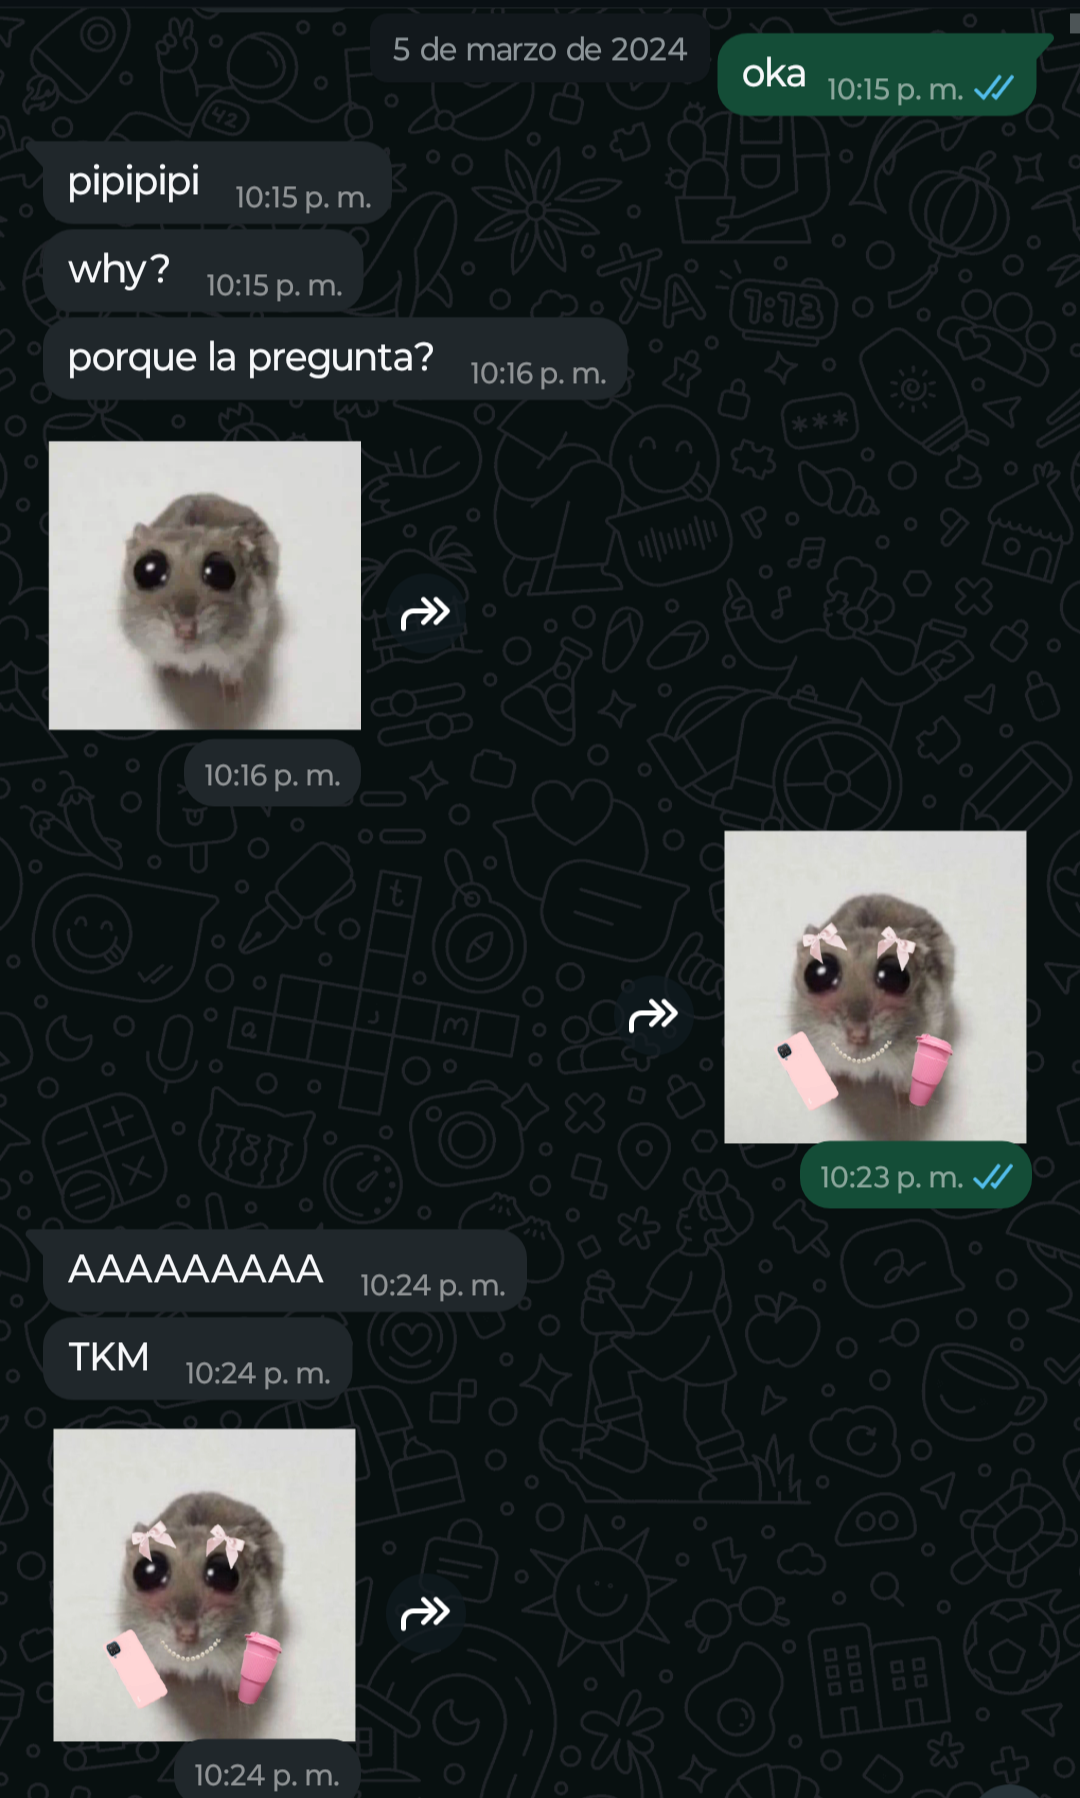 5 de marzo de 2024
oka 10:15 p. m.
pipipipi 10:15 p. m.
why? 10:15 p. m.
porque la pregunta? 10:16 p. m.
10:16 p. m.
10:23 p. m.
AAAAAAAAA 10:24 p. m.
TKM 10:24 p. m.
10:24 p. m.